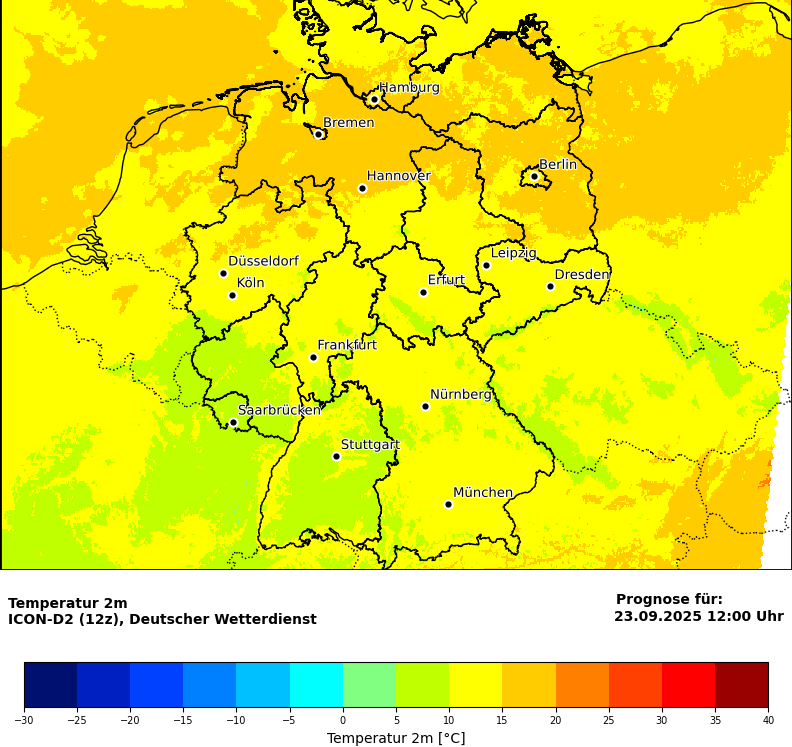 Hamburg
Bremen
Berlin
Hannover
Leipzig
Düsseldorf
Dresden
Erfurt
Köln
Frankfurt
Nürnberg
Saarbrücken
Stuttgart
München
Temperatur 2m
ICON-D2 (12z), Deutscher Wetterdienst
Prognose für:
23.09.2025 12:00 Uhr
−30 −25 −20 −15 −10 −5 0 5 10 15 20 25 30 35 40
Temperatur 2m [°C]